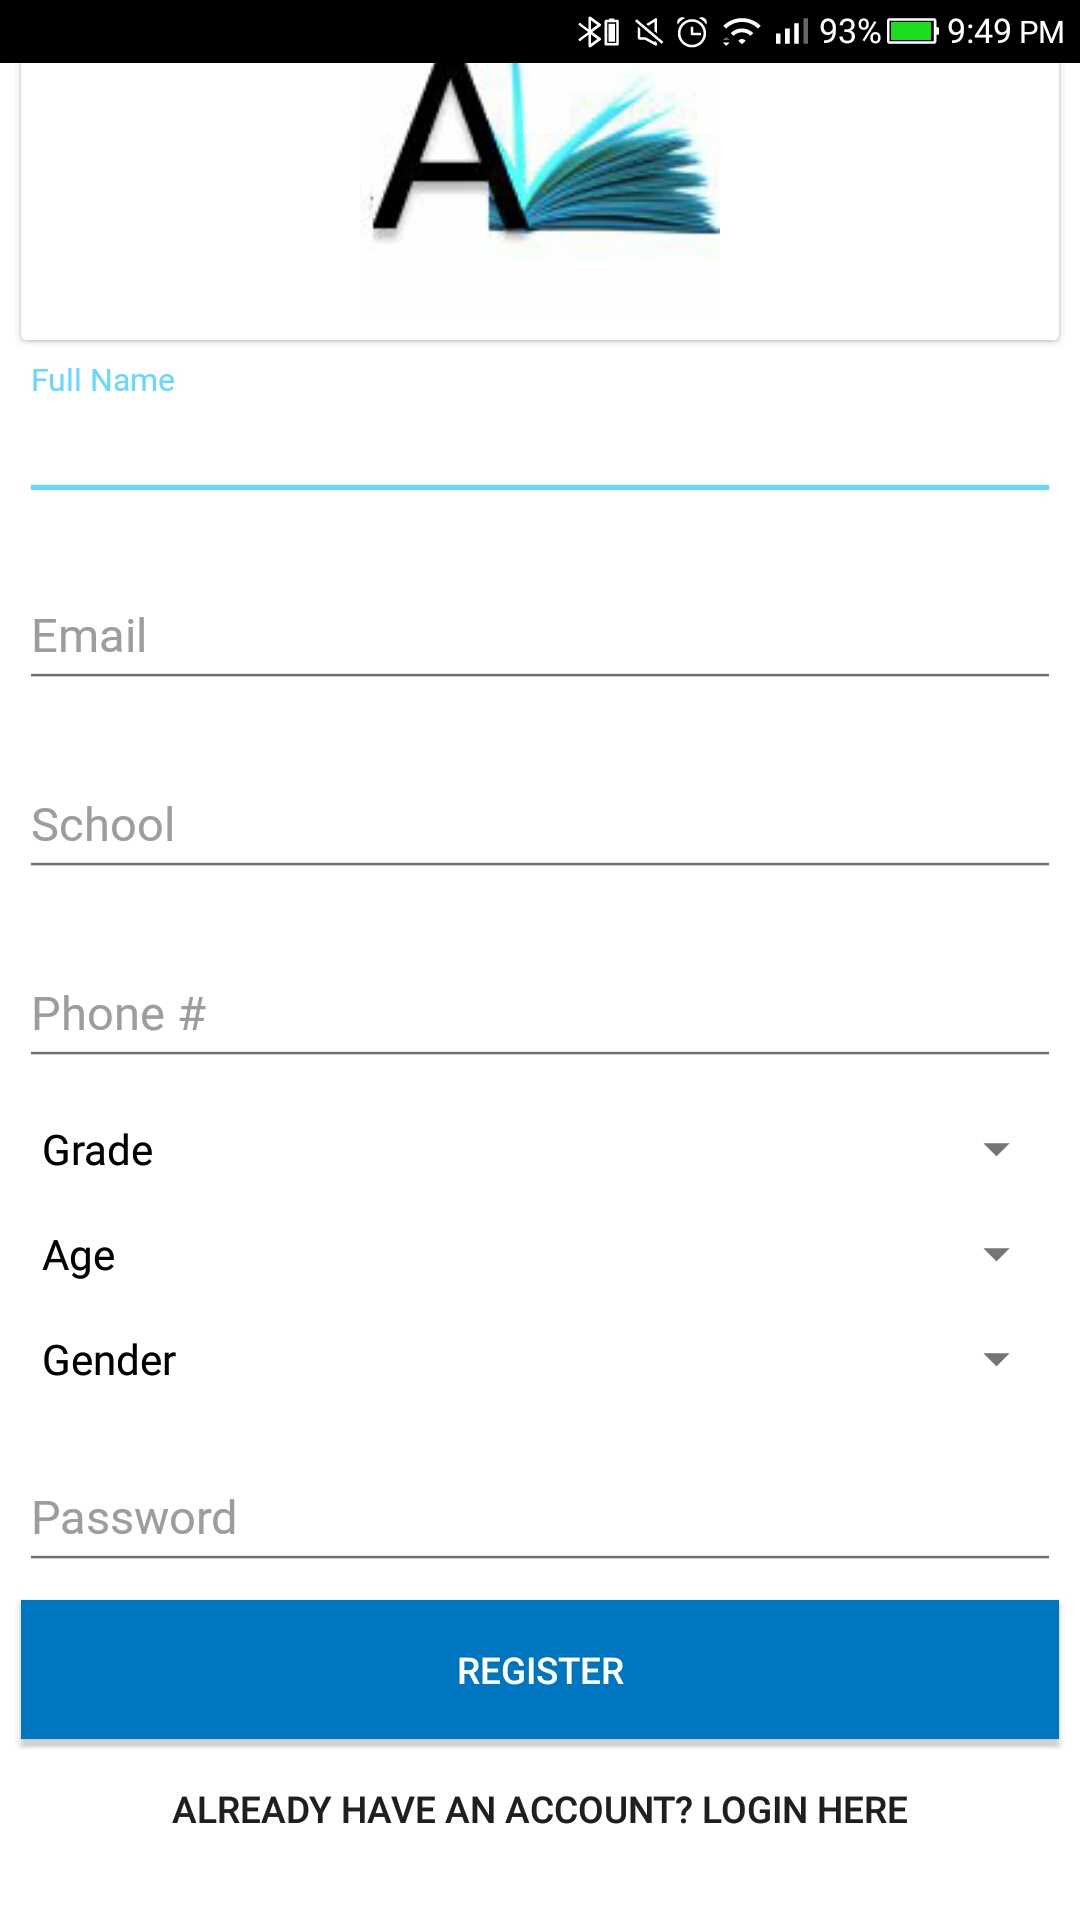 93% 9:49 PM
A
Full Name
Email
School
Phone #
Grade
Age
Gender
Password
REGISTER
ALREADY HAVE AN ACCOUNT? LOGIN HERE